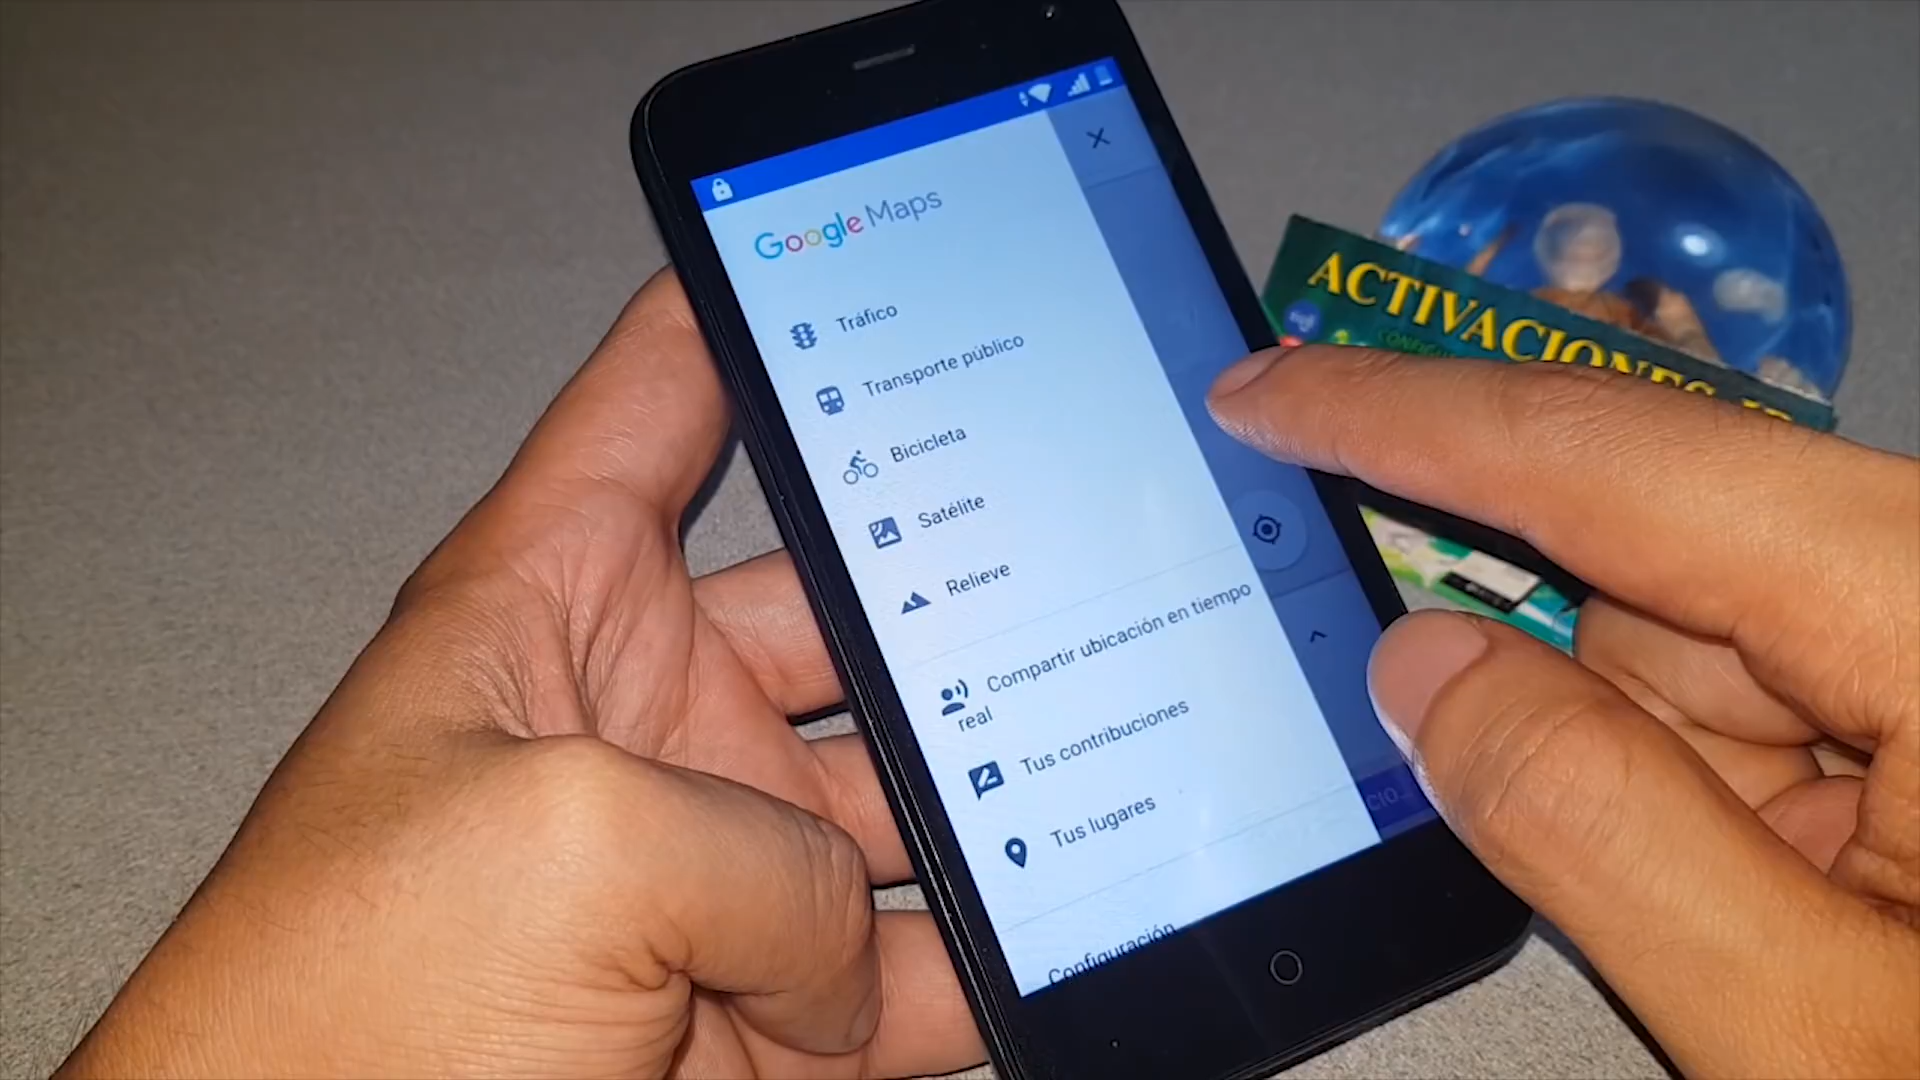 Google Maps
Tráfico
Transporte público
Bicicleta
Satélite
Relieve
Compartir ubicación en tiempo
real
Tus contribuciones
Tus lugares
Configuración
ACTIVACIONES